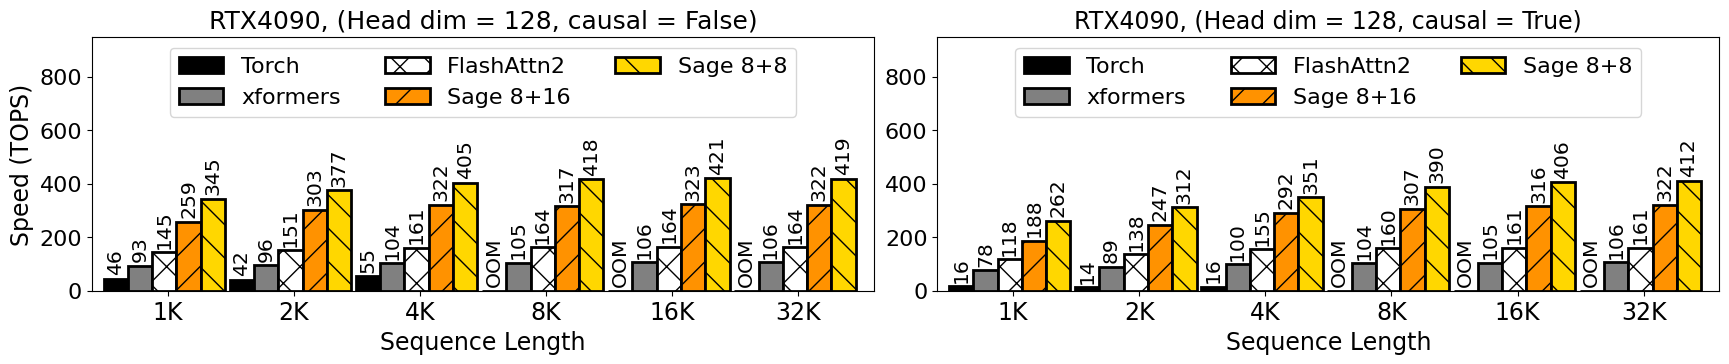 RTX4090, (Head dim = 128, causal = False)
Speed (TOPS)
800
600
400
200
0
Torch
xformers
FlashAttn2
Sage 8+16
Sage 8+8
46 93 145 259 345
42 96 151 303 377
55 104 161 322 405
OOM 105 164 317 418
OOM 106 164 323 421
OOM 106 164 322 419
1K 2K 4K 8K 16K 32K
Sequence Length
RTX4090, (Head dim = 128, causal = True)
800
600
400
200
0
Torch
xformers
FlashAttn2
Sage 8+16
Sage 8+8
16 78 118 188 262
14 89 138 247 312
16 100 155 292 351
OOM 104 160 307 390
OOM 105 161 316 406
OOM 106 161 322 412
1K 2K 4K 8K 16K 32K
Sequence Length